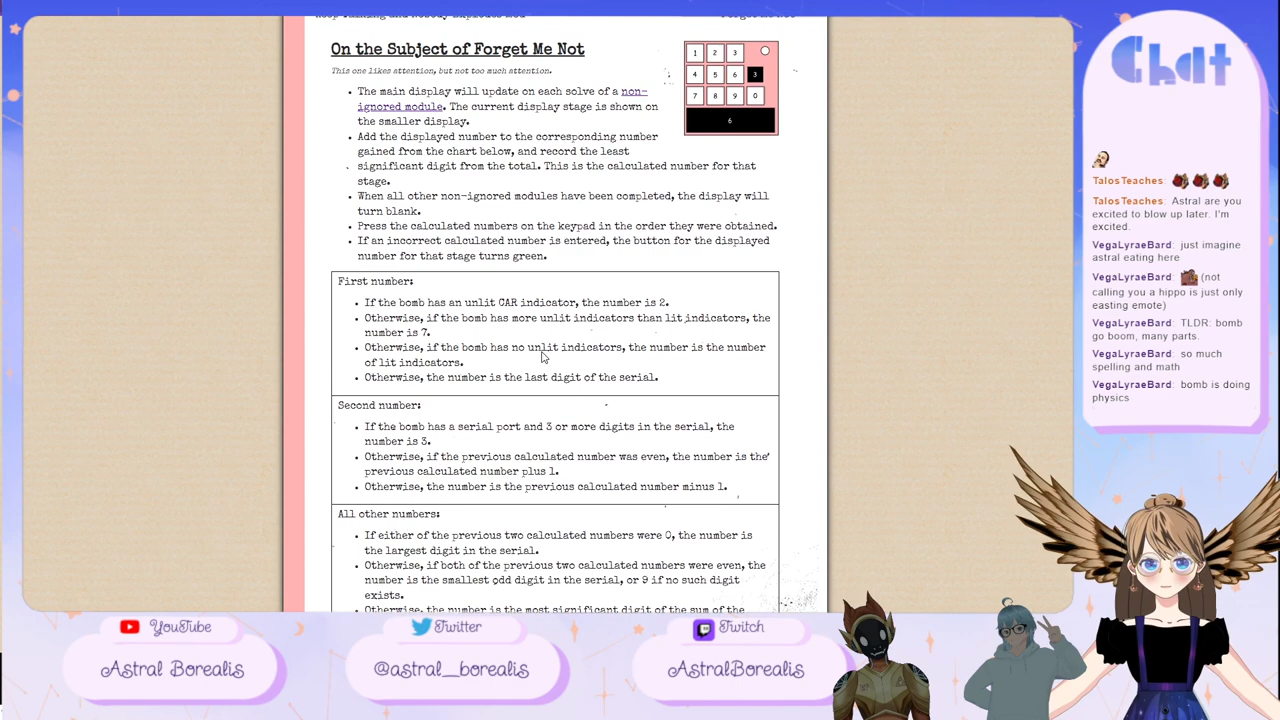 On the Subject of Forget Me Not
This one likes attention, but not too much attention.
• The main display will update on each solve of a non-
ignored module. The current display stage is shown on
the smaller display.
• Add the displayed number to the corresponding number
gained from the chart below, and record the least
significant digit from the total. This is the calculated number for that
stage.
• When all other non-ignored modules have been completed, the display will
turn blank.
• Press the calculated numbers on the keypad in the order they were obtained.
• If an incorrect calculated number is entered, the button for the displayed
number for that stage turns green.
1 2 3
4 5 6 3
7 8 9 0
6
First number:
• If the bomb has an unlit CAR indicator, the number is 2.
• Otherwise, if the bomb has more unlit indicators than lit indicators, the
number is 7.
• Otherwise, if the bomb has no unlit indicators, the number is the number
of lit indicators.
• Otherwise, the number is the last digit of the serial.
Second number:
• If the bomb has a serial port and 3 or more digits in the serial, the
number is 3.
• Otherwise, if the previous calculated number was even, the number is the
previous calculated number plus 1.
• Otherwise, the number is the previous calculated number minus 1.
All other numbers:
• If either of the previous two calculated numbers were 0, the number is
the largest digit in the serial.
• Otherwise, if both of the previous two calculated numbers were even, the
number is the smallest odd digit in the serial, or 9 if no such digit
exists.
• Otherwise, the number is the most significant digit of the sum of the
Chat
TalosTeaches:
TalosTeaches: Astral are you
excited to blow up later. I'm
excited.
VegaLyraeBard: just imagine
astral eating here
VegaLyraeBard: (not
calling you a hippo is just only
easting emote)
VegaLyraeBard: TLDR: bomb
go boom, many parts.
VegaLyraeBard: so much
spelling and math
VegaLyraeBard: bomb is doing
physics
YouTube
Astral Borealis
Twitter
@astral__borealis
Twitch
AstralBorealis